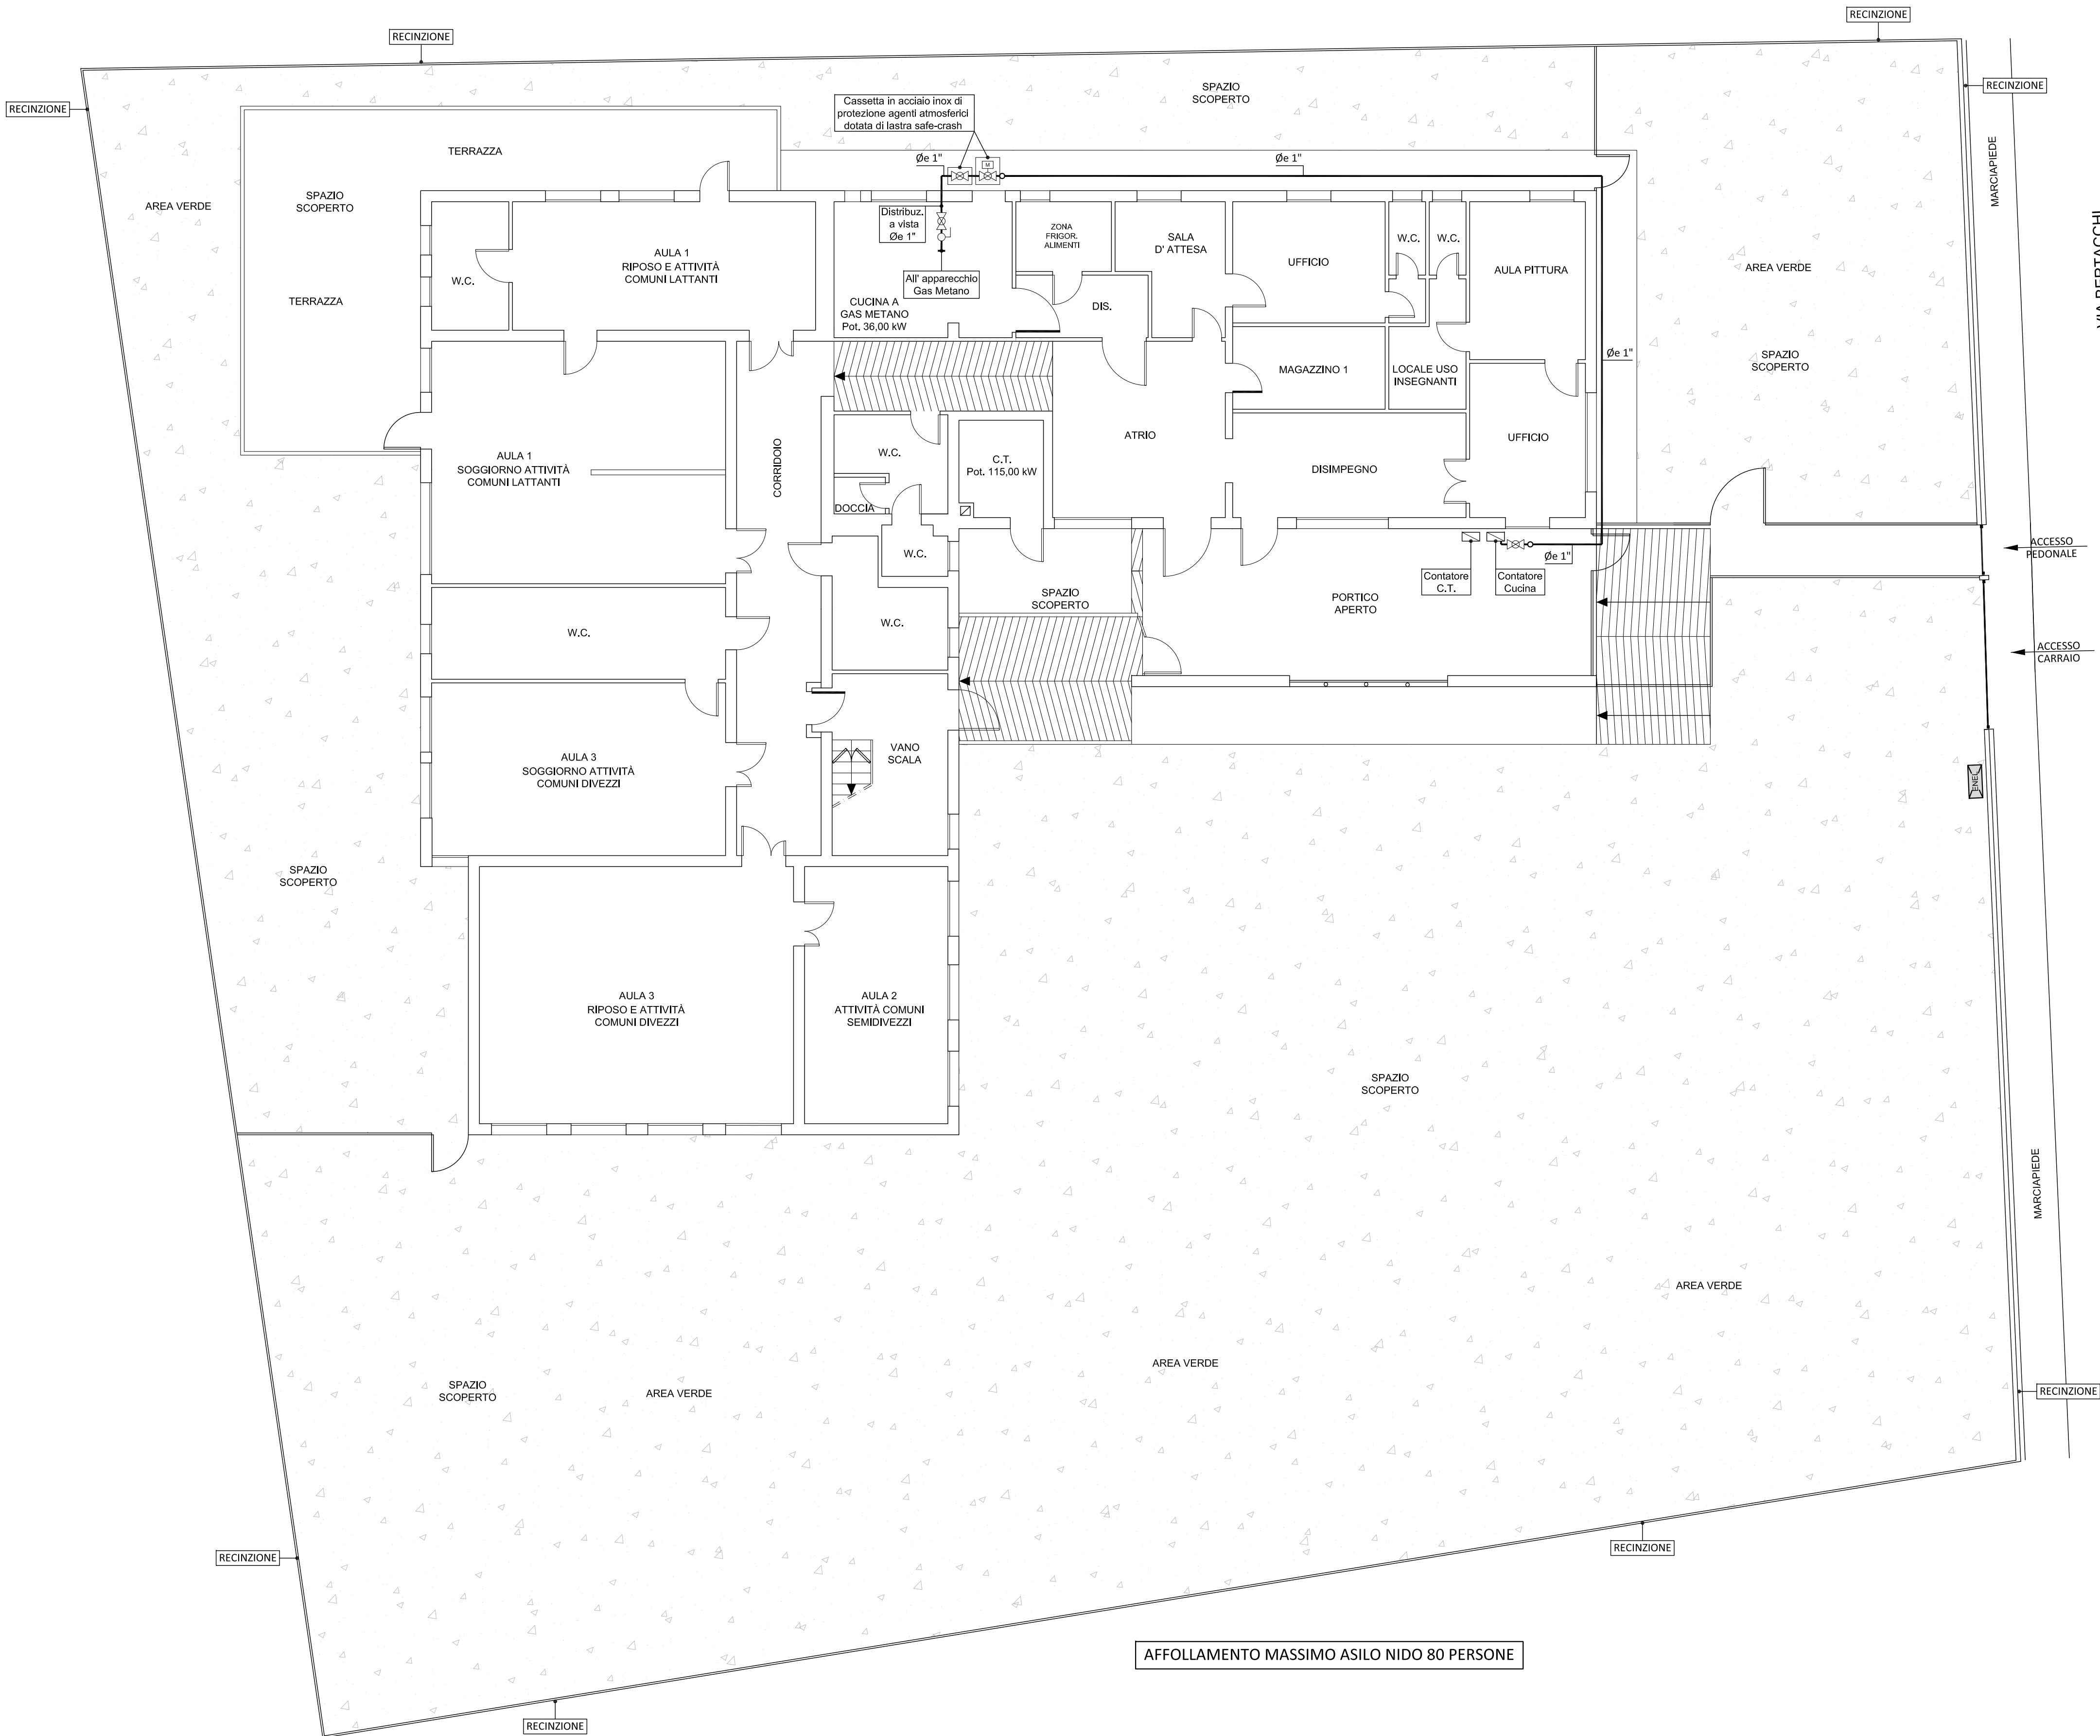 RECINZIONE
RECINZIONE
RECINZIONE
RECINZIONE
SPAZIO
SCOPERTO
Cassetta in acciaio inox di
protezione agenti atmosferici
dotata di lastra safe-crash
MARCIAPIEDE
TERRAZZA
Øe 1"
M
Øe 1"
AREA VERDE
SPAZIO
SCOPERTO
Distribuz.
a vista
Øe 1"
ZONA
FRIGOR.
ALIMENTI
SALA
D' ATTESA
W.C.
W.C.
UFFICIO
AULA PITTURA
AREA VERDE
AULA 1
RIPOSO E ATTIVITÀ
COMUNI LATTANTI
W.C.
All' apparecchio
Gas Metano
TERRAZZA
CUCINA A
GAS METANO
Pot. 36,00 kW
DIS.
Øe 1"
SPAZIO
SCOPERTO
MAGAZZINO 1
LOCALE USO
INSEGNANTI
ATRIO
UFFICIO
CORRIDOIO
W.C.
C.T.
Pot. 115,00 kW
DISIMPEGNO
AULA 1
SOGGIORNO ATTIVITÀ
COMUNI LATTANTI
DOCCIA
W.C.
Øe 1"
ACCESSO
PEDONALE
Contatore
C.T.
Contatore
Cucina
SPAZIO
SCOPERTO
PORTICO
APERTO
W.C.
W.C.
ACCESSO
CARRAIO
VANO
SCALA
AULA 3
SOGGIORNO ATTIVITÀ
COMUNI DIVEZZI
ENEL
SPAZIO
SCOPERTO
AULA 3
RIPOSO E ATTIVITÀ
COMUNI DIVEZZI
AULA 2
ATTIVITÀ COMUNI
SEMIDIVEZZI
SPAZIO
SCOPERTO
MARCIAPIEDE
AREA VERDE
AREA VERDE
SPAZIO
SCOPERTO
AREA VERDE
RECINZIONE
RECINZIONE
RECINZIONE
AFFOLLAMENTO MASSIMO ASILO NIDO 80 PERSONE
RECINZIONE